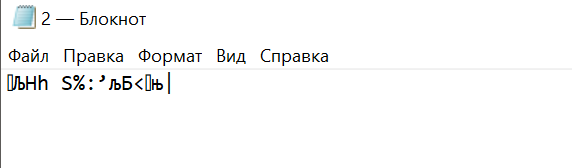 2 — Блокнот
Файл Правка Формат Вид Справка
ЉHh S%:’љБ<њ